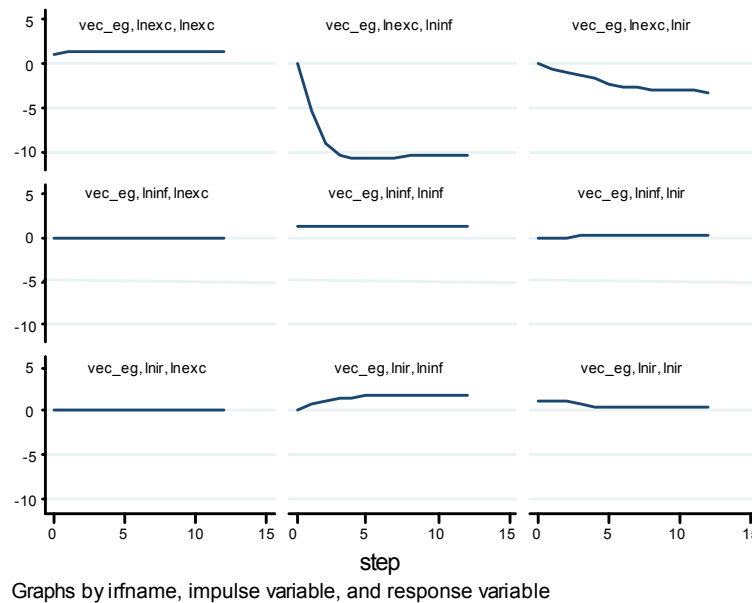 vec_eg, lnexc, lnexc
vec_eg, lnexc, lninf
vec_eg, lnexc, lnir
5
0
-5
-10
vec_eg, lninf, lnexc
vec_eg, lninf, lninf
vec_eg, lninf, lnir
5
0
-5
-10
vec_eg, lnir, lnexc
vec_eg, lnir, lninf
vec_eg, lnir, lnir
5
0
-5
-10
0 5 10 15 0 5 10 15 0 5 10 15
step
Graphs by irfname, impulse variable, and response variable